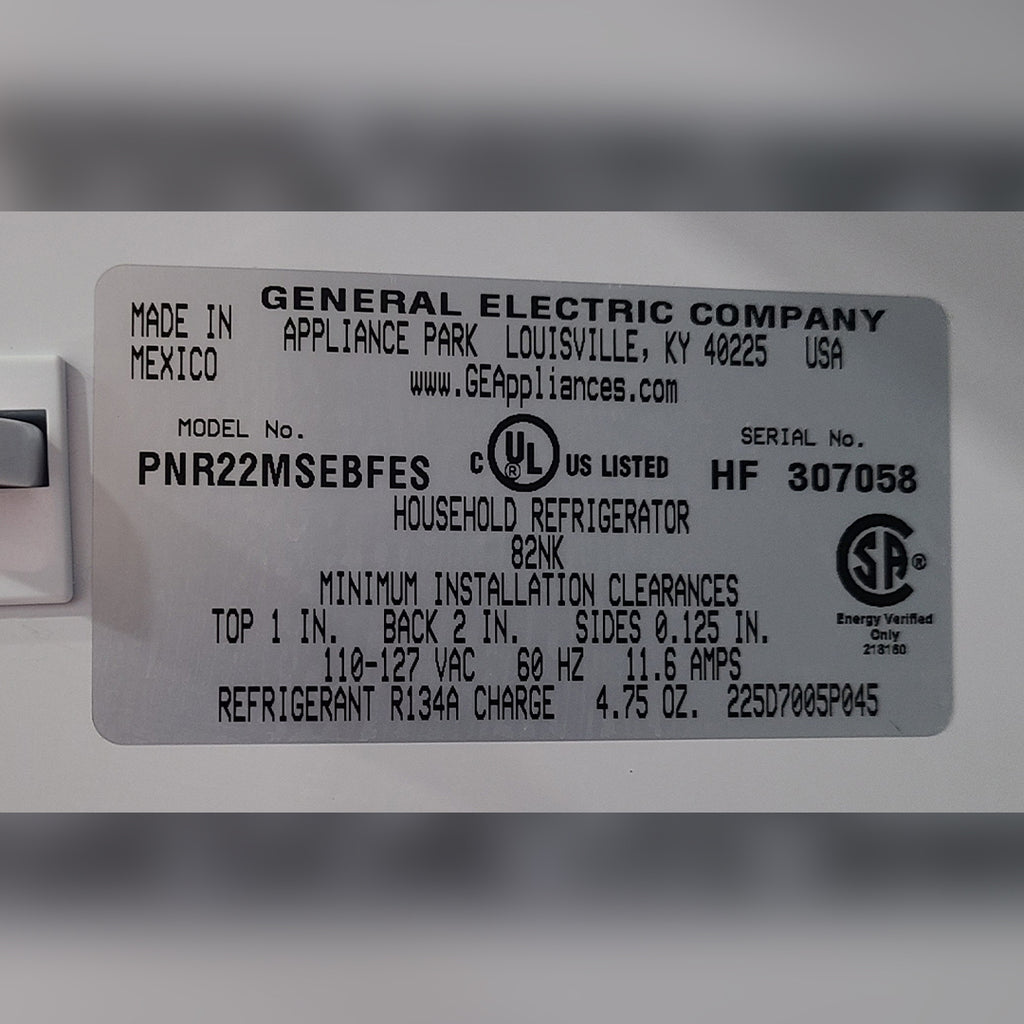 MADE IN
MEXICO
GENERAL ELECTRIC COMPANY
APPLIANCE PARK LOUISVILLE, KY 40225 USA
www.GEAppliances.com
MODEL No.
PNR22MSEBFES
C UL ® US LISTED
SERIAL No.
HF 307058
HOUSEHOLD REFRIGERATOR
82NK
MINIMUM INSTALLATION CLEARANCES
TOP 1 IN. BACK 2 IN. SIDES 0.125 IN.
110-127 VAC 60 HZ 11.6 AMPS
REFRIGERANT R134A CHARGE 4.75 OZ. 225D7005P045
CSA ®
Energy Verified
Only
218160